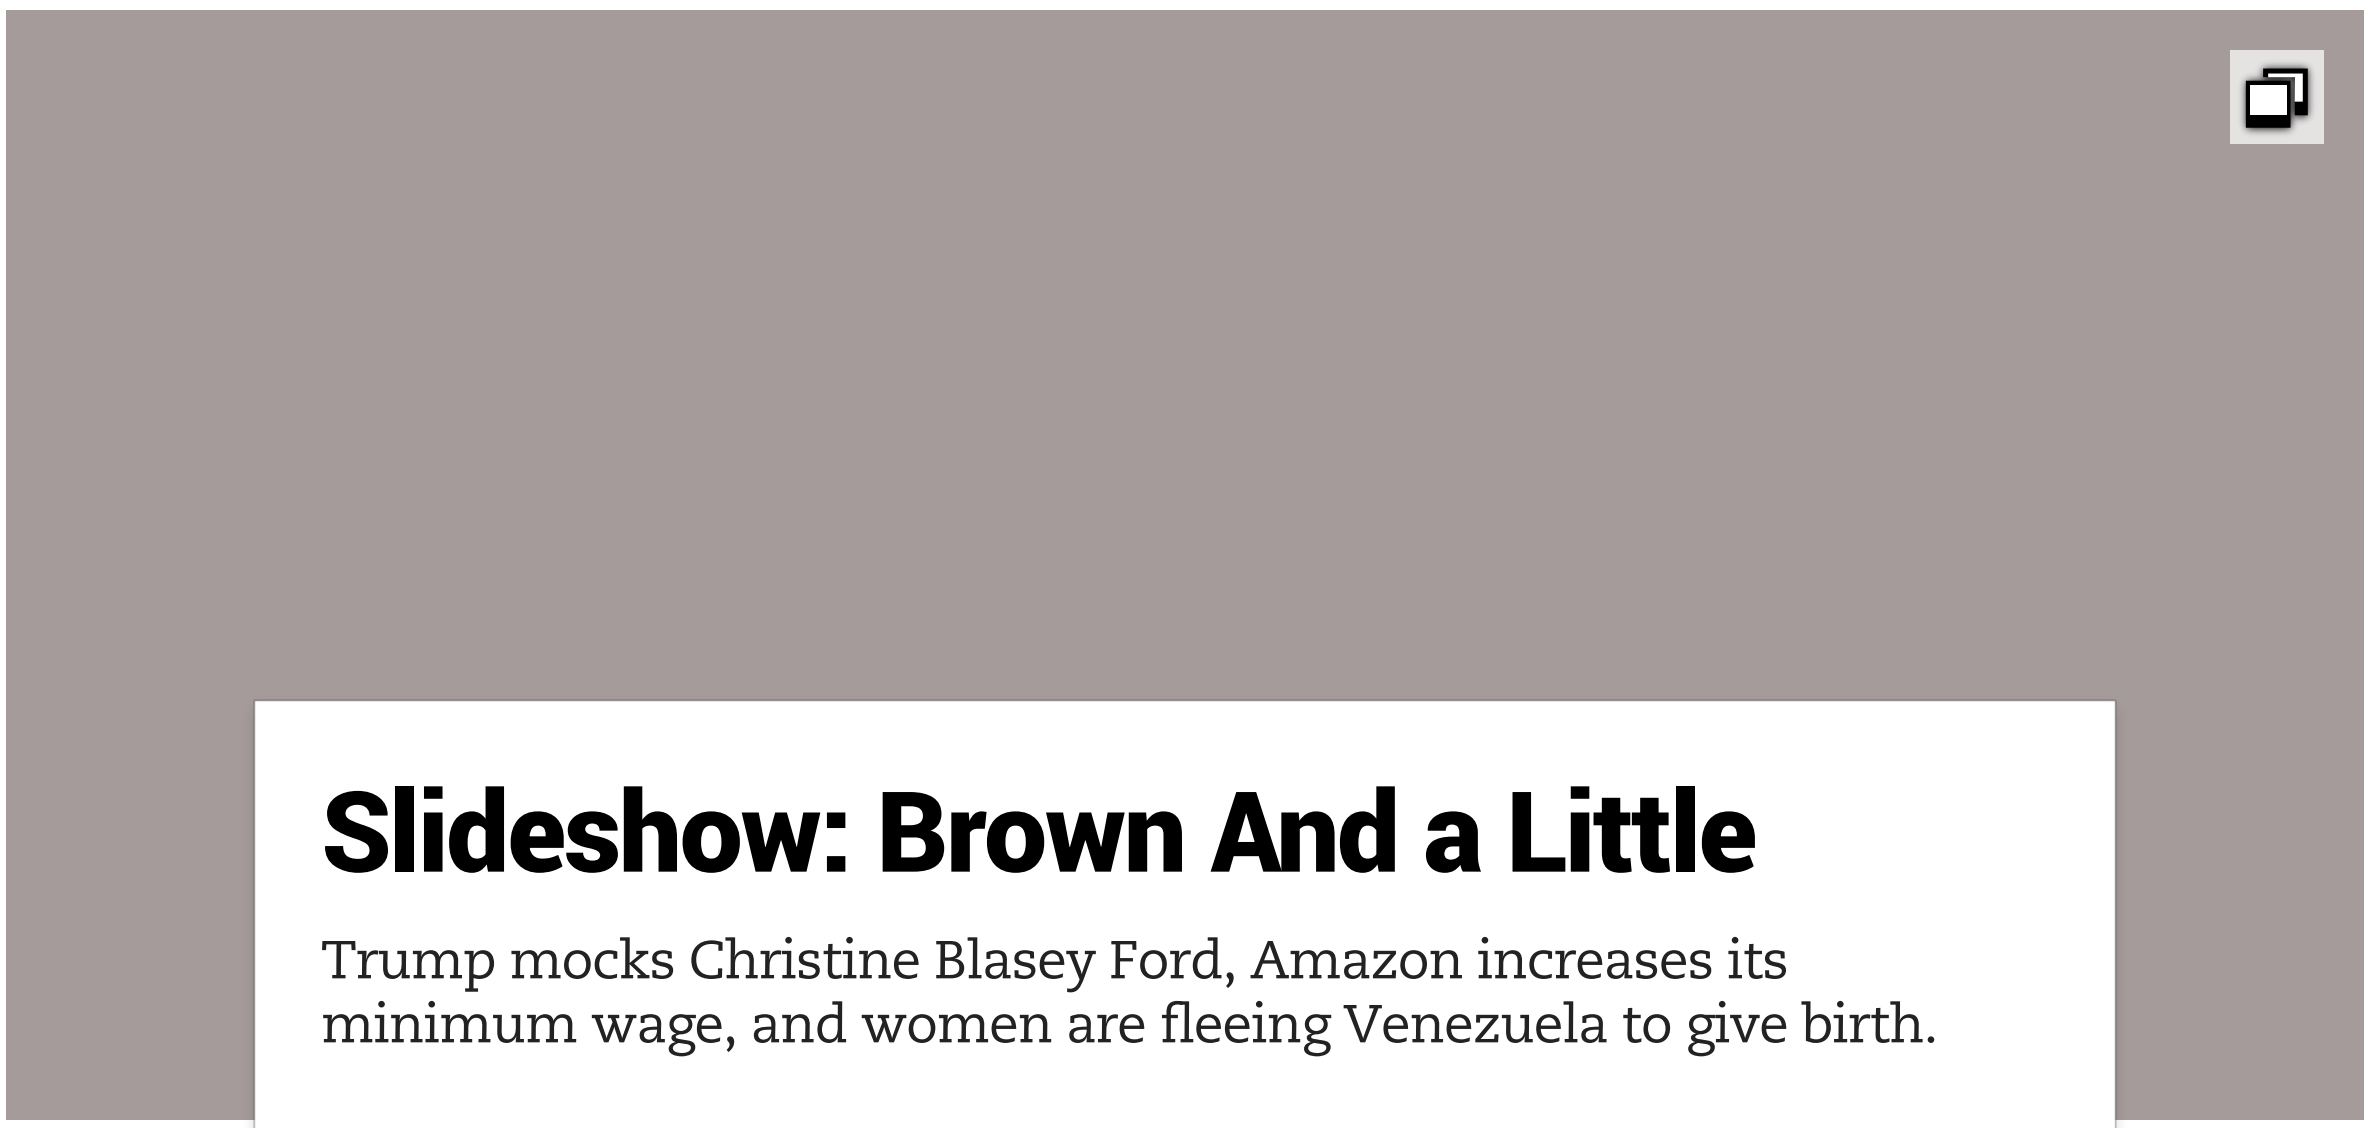 Slideshow: Brown And a Little
Trump mocks Christine Blasey Ford, Amazon increases its
minimum wage, and women are fleeing Venezuela to give birth.